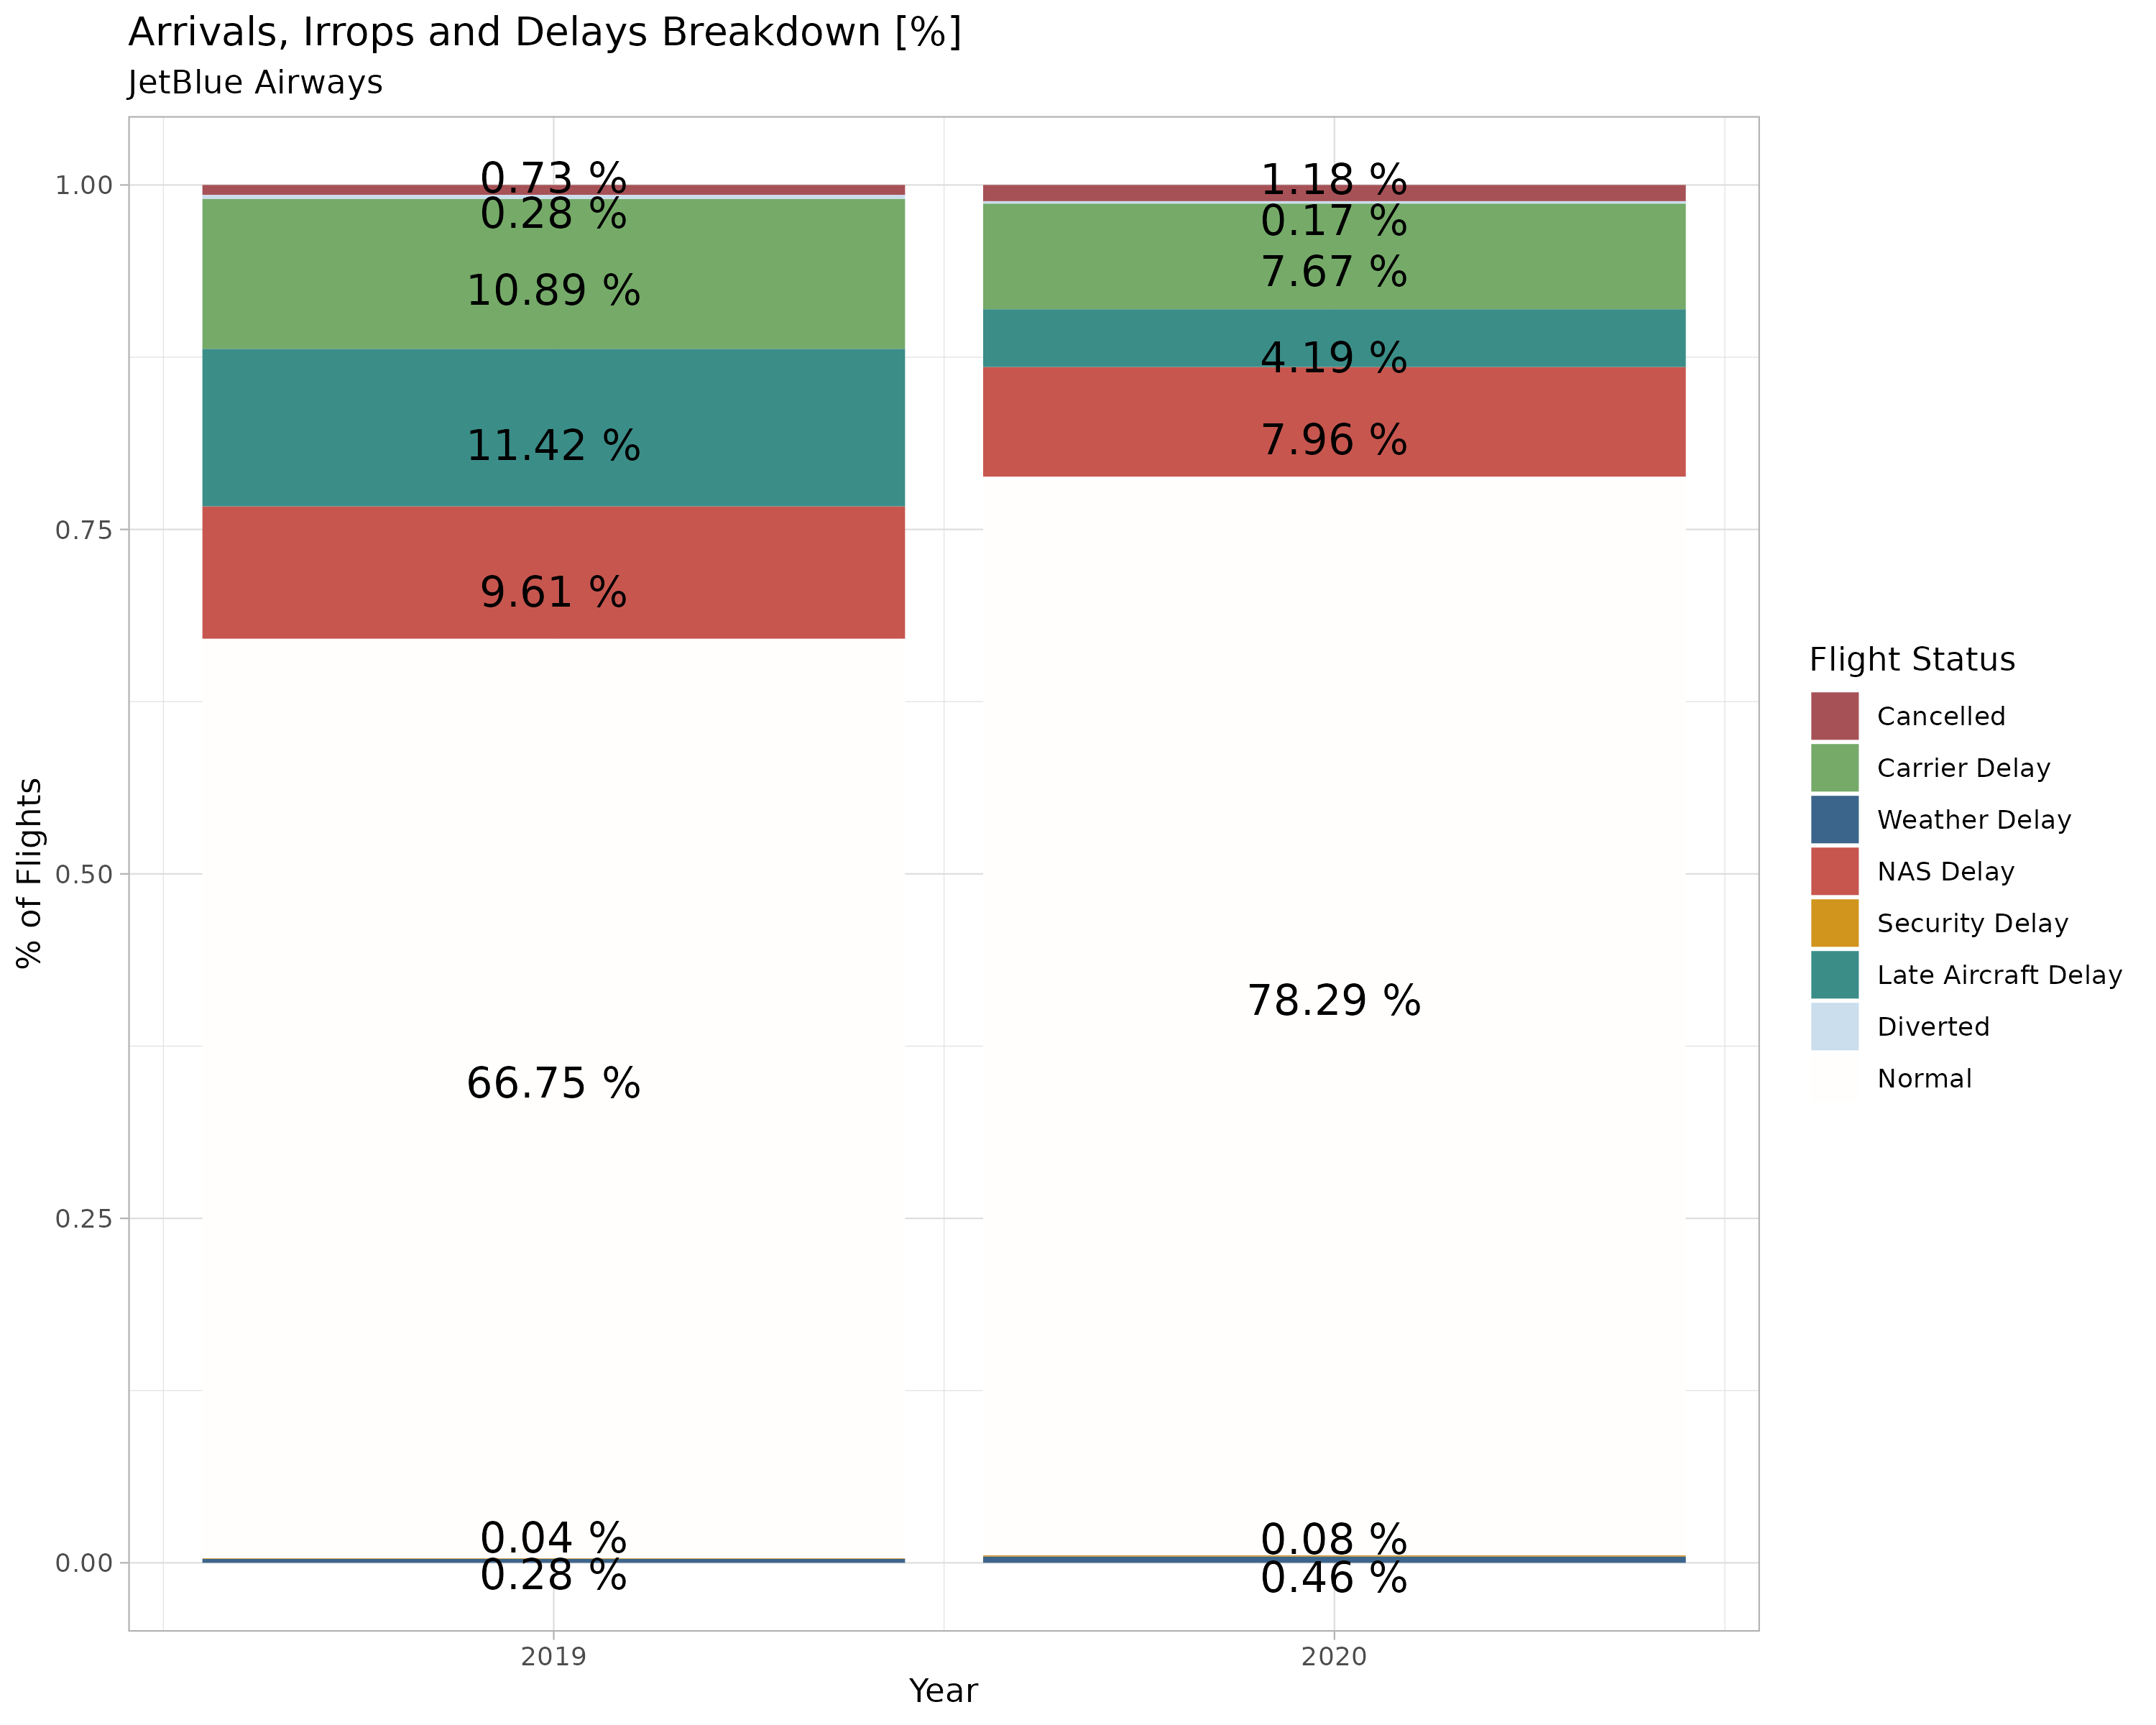 Arrivals, Irrops and Delays Breakdown [%]
JetBlue Airways
% of Flights
1.00
0.75
0.50
0.25
0.00
0.73 %
0.28 %
10.89 %
11.42 %
9.61 %
66.75 %
0.04 %
0.28 %
1.18 %
0.17 %
7.67 %
4.19 %
7.96 %
78.29 %
0.08 %
0.46 %
2019
2020
Year
Flight Status
Cancelled
Carrier Delay
Weather Delay
NAS Delay
Security Delay
Late Aircraft Delay
Diverted
Normal